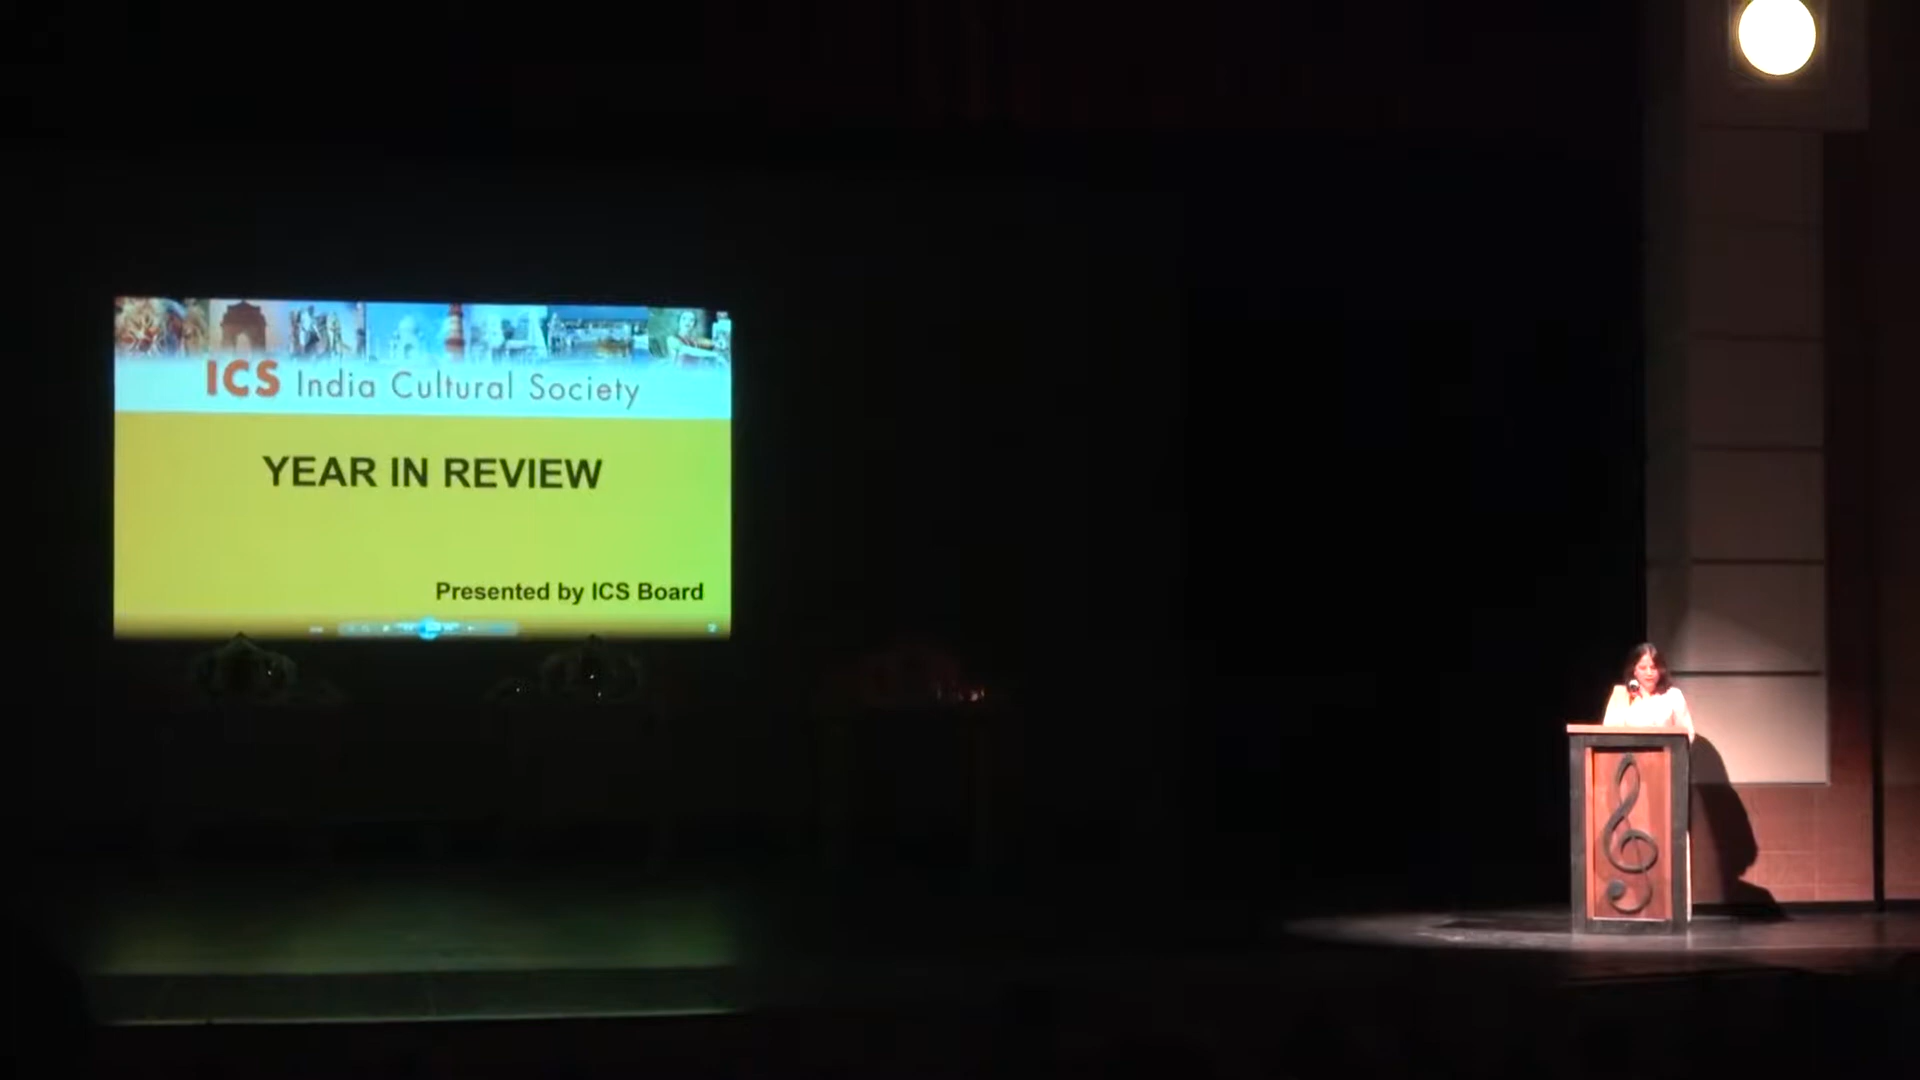 ICS India Cultural Society
YEAR IN REVIEW
Presented by ICS Board